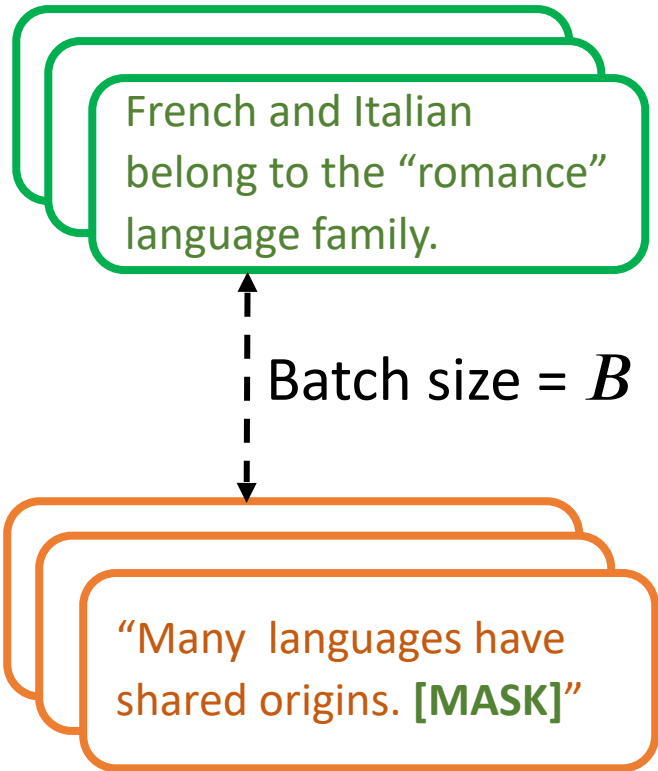 French and Italian
belong to the “romance”
language family.
Batch size = B
“Many languages have
shared origins. [MASK]”